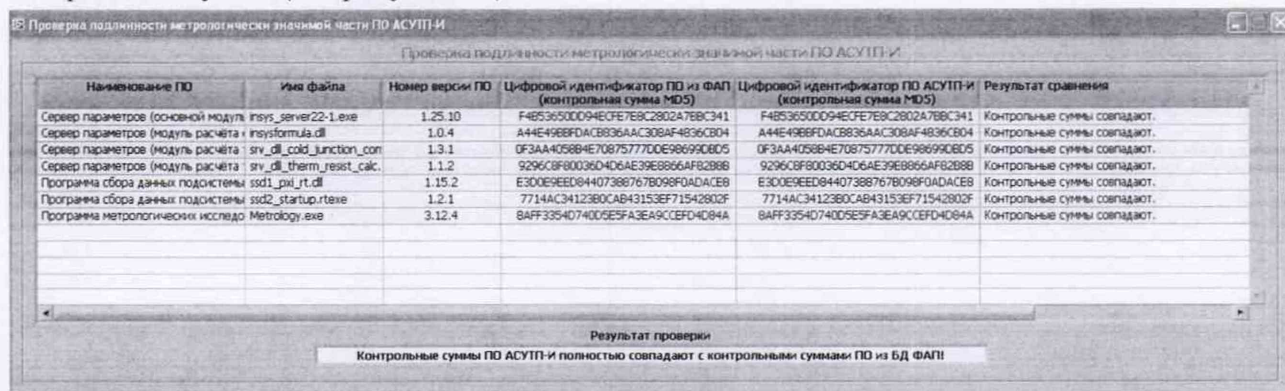 Проверка подлинности метрологически значимой части ПО АСУТП-И
Проверка подлинности метрологически значимой части ПО АСУТП-И
Наименование ПО Имя файла Номер версии ПО Цифровой идентификатор ПО из ФАП (контрольная сумма MD5) Цифровой идентификатор ПО АСУТП-И (контрольная сумма MD5) Результат сравнения
Сервер параметров (основной модуль insys_server22-1.exe 1.25.10 F4B53650DD94ECFE7E8C2802A7BBC341 F4B53650DD94ECFE7E8C2802A7BBC341 Контрольные суммы совпадают.
Сервер параметров (модуль расчёта insysformula.dll 1.0.4 A44E49BBFDACB836AAC308AF4836CB04 A44E49BBFDACB836AAC308AF4836CB04 Контрольные суммы совпадают.
Сервер параметров (модуль расчёта srv_dll_cold_junction_con 1.3.1 0F3AA4058B4E70875777DDE98699DBD5 0F3AA4058B4E70875777DDE98699DBD5 Контрольные суммы совпадают.
Сервер параметров (модуль расчёта srv_dll_therm_resist_calc. 1.1.2 9296C8F80036D4D6AE39E8866AF82B8B 9296C8F80036D4D6AE39E8866AF82B8B Контрольные суммы совпадают.
Программа сбора данных подсистемы ssd1_pxi_rt.dll 1.15.2 E3D0E9EED84407388767B098F0ADACEB E3D0E9EED84407388767B098F0ADACEB Контрольные суммы совпадают.
Программа сбора данных подсистемы ssd2_startup.rtexe 1.2.1 7714AC34123B0CAB43153EF71542802F 7714AC34123B0CAB43153EF71542802F Контрольные суммы совпадают.
Программа метрологических исследо Metrology.exe 3.12.4 8AFF3354D740D5E5FA3EA9CCEFD4D84A 8AFF3354D740D5E5FA3EA9CCEFD4D84A Контрольные суммы совпадают.
Результат проверки
Контрольные суммы ПО АСУТП-И полностью совпадают с контрольными суммами ПО из БД ФАП!